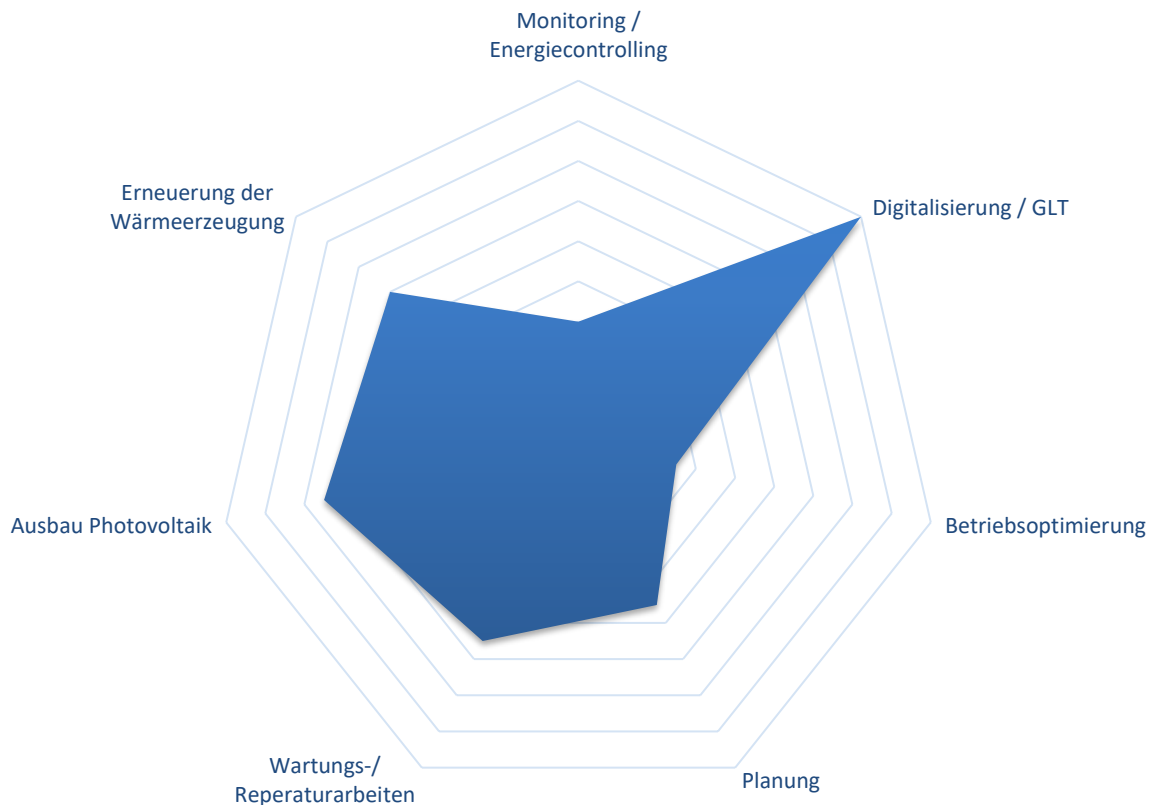 Monitoring /
Energiecontrolling
Digitalisierung / GLT
Betriebsoptimierung
Planung
Wartungs-/
Reperaturarbeiten
Ausbau Photovoltaik
Erneuerung der
Wärmeerzeugung